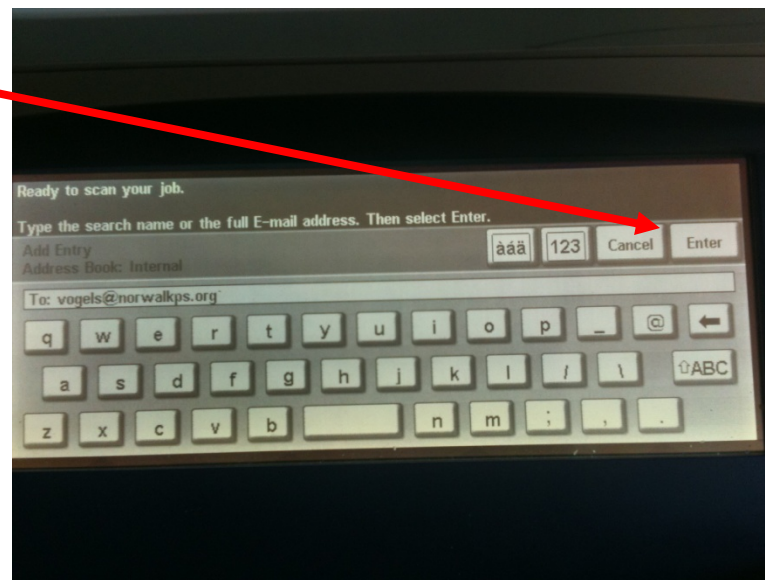 Ready to scan your job.
Type the search name or the full E-mail address. Then select Enter.
Add Entry
Address Book: Internal
àáä 123 Cancel Enter
To: vogels@norwalkps.org
q w e r t y u i o p _ @ ←
a s d f g h j k l / \ ⇧ABC
z x c v b n m ; , .